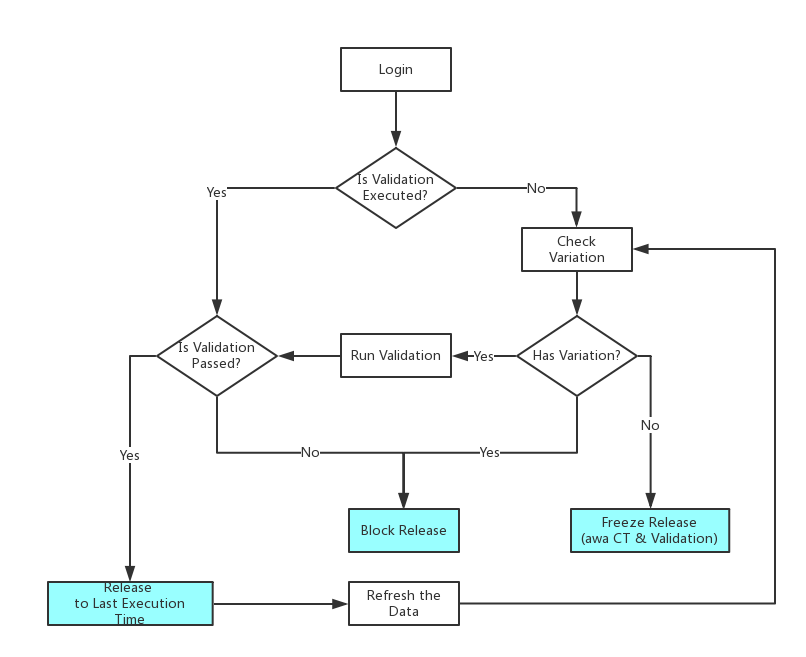 Login
Is Validation
Executed?
Yes
No
Check
Variation
Is Validation
Passed?
Run Validation
Yes
Has Variation?
No
Yes
No
Yes
Block Release
Freeze Release
(awa CT & Validation)
Release
to Last Execution
Time
Refresh the
Data